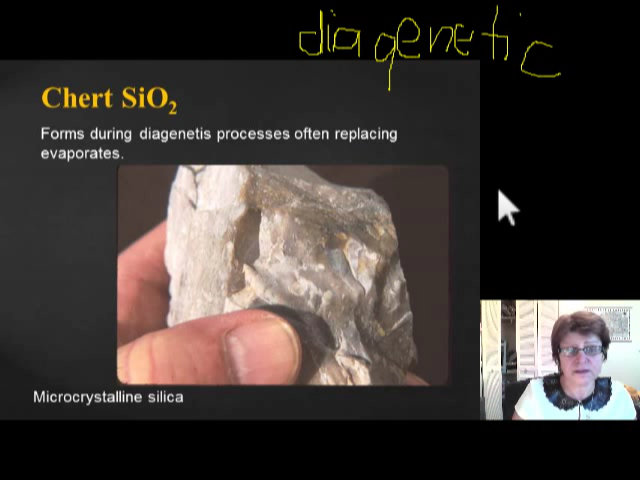 diagenetic
Chert SiO₂
Forms during diagenetis processes often replacing
evaporates.
Microcrystalline silica